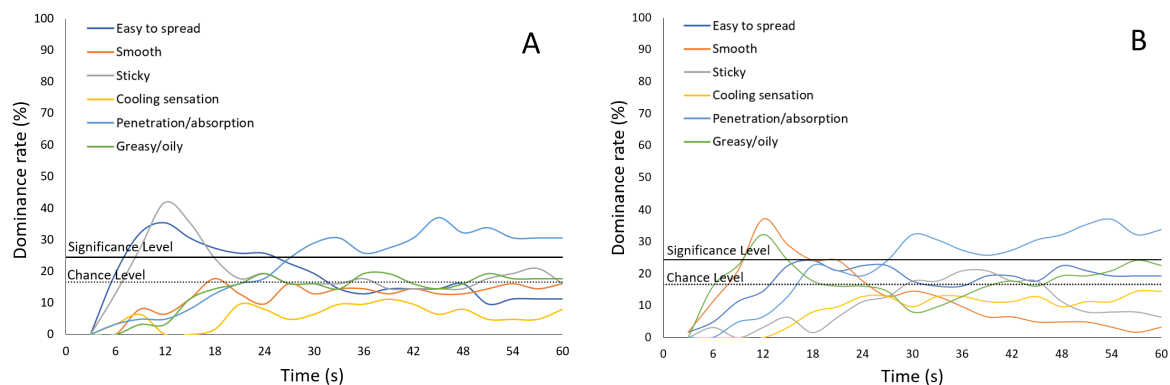 A
Dominance rate (%)
100
90
80
70
60
50
40
30
20
10
0
Easy to spread
Smooth
Sticky
Cooling sensation
Penetration/absorption
Greasy/oily
Significance Level
Chance Level
0 6 12 18 24 30 36 42 48 54 60
Time (s)
B
Dominance rate (%)
100
90
80
70
60
50
40
30
20
10
0
Easy to spread
Smooth
Sticky
Cooling sensation
Penetration/absorption
Greasy/oily
Significance Level
Chance Level
0 6 12 18 24 30 36 42 48 54 60
Time (s)